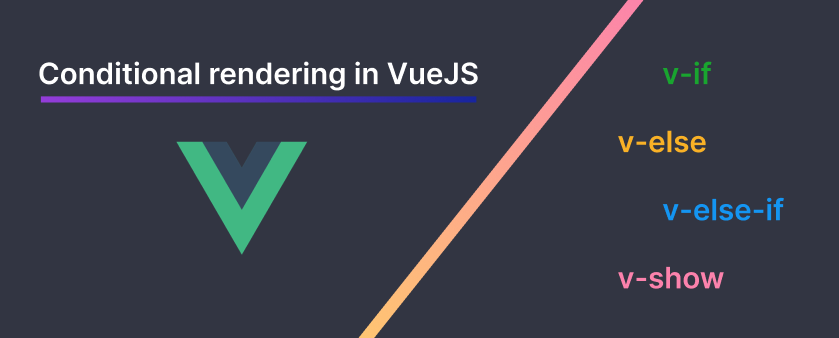 Conditional rendering in VueJS
v-if
v-else
v-else-if
v-show